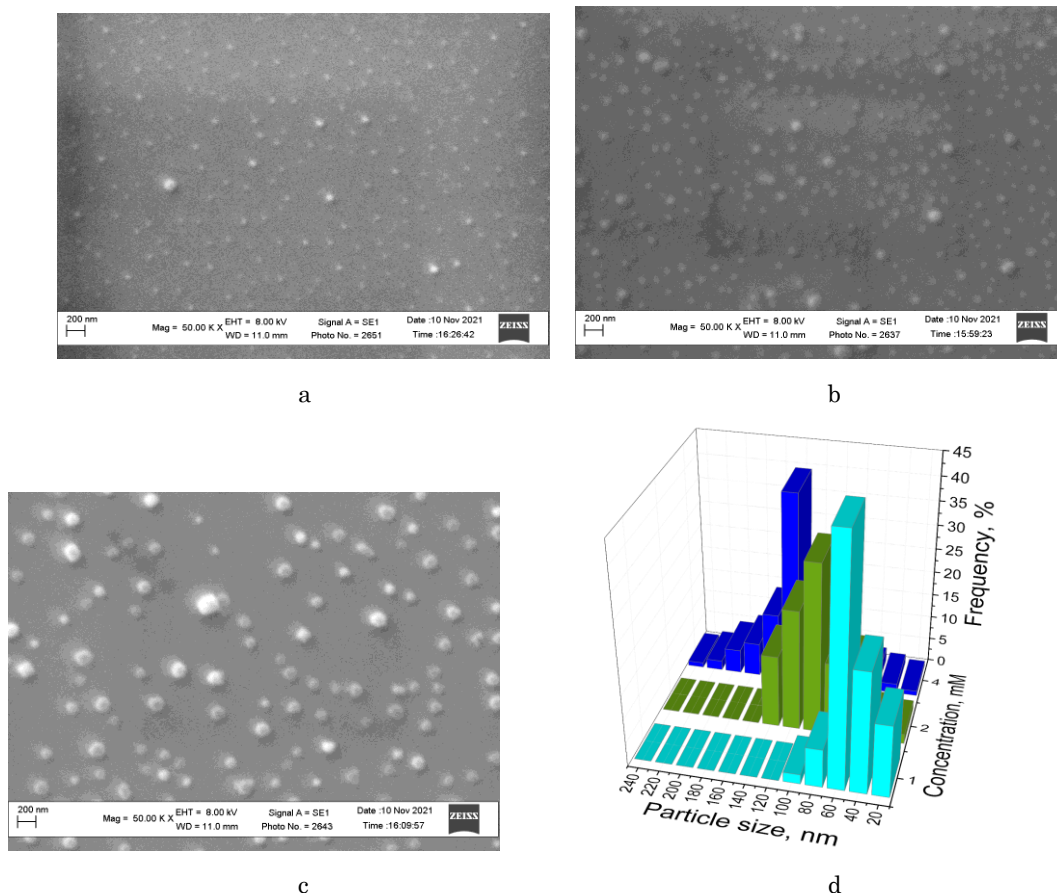 200 nm
Mag = 50.00 K X
EHT = 8.00 kV
WD = 11.0 mm
Signal A = SE1
Photo No. = 2651
Date :10 Nov 2021
Time :16:26:42
ZEISS
a
200 nm
Mag = 50.00 K X
EHT = 8.00 kV
WD = 11.0 mm
Signal A = SE1
Photo No. = 2637
Date :10 Nov 2021
Time :15:59:23
ZEISS
b
200 nm
Mag = 50.00 K X
EHT = 8.00 kV
WD = 11.0 mm
Signal A = SE1
Photo No. = 2643
Date :10 Nov 2021
Time :16:09:57
ZEISS
c
45
40
35
30
25
20
15
10
5
0
Frequency, %
4
2
1
Concentration, mM
240 220 200 180 160 140 120 100 80 60 40 20
Particle size, nm
d